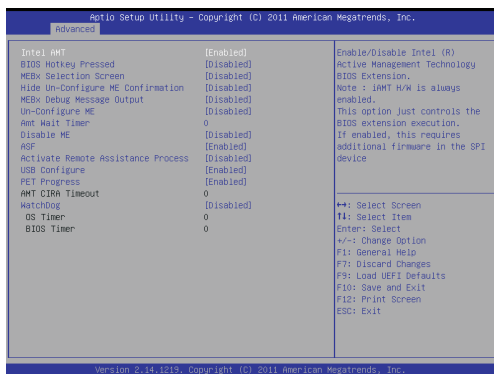 Aptio Setup Utility – Copyright (C) 2011 American Megatrends, Inc.
Advanced
Intel AMT [Enabled]
BIOS Hotkey Pressed [Disabled]
MEBx Selection Screen [Disabled]
Hide Un-Configure ME Confirmation [Disabled]
MEBx Debug Message Output [Disabled]
Un-Configure ME [Disabled]
Amt Wait Timer 0
Disable ME [Disabled]
ASF [Enabled]
Activate Remote Assistance Process [Disabled]
USB Configure [Enabled]
PET Progress [Enabled]
AMT CIRA Timeout 0
WatchDog [Disabled]
OS Timer 0
BIOS Timer 0
Enable/Disable Intel (R)
Active Management Technology
BIOS Extension.
Note : iAMT H/W is always
enabled.
This option just controls the
BIOS extension execution.
If enabled, this requires
additional firmware in the SPI
device
↔: Select Screen
↑↓: Select Item
Enter: Select
+/-: Change Option
F1: General Help
F7: Discard Changes
F9: Load UEFI Defaults
F10: Save and Exit
F12: Print Screen
ESC: Exit
Version 2.14.1219. Copyright (C) 2011 American Megatrends, Inc.